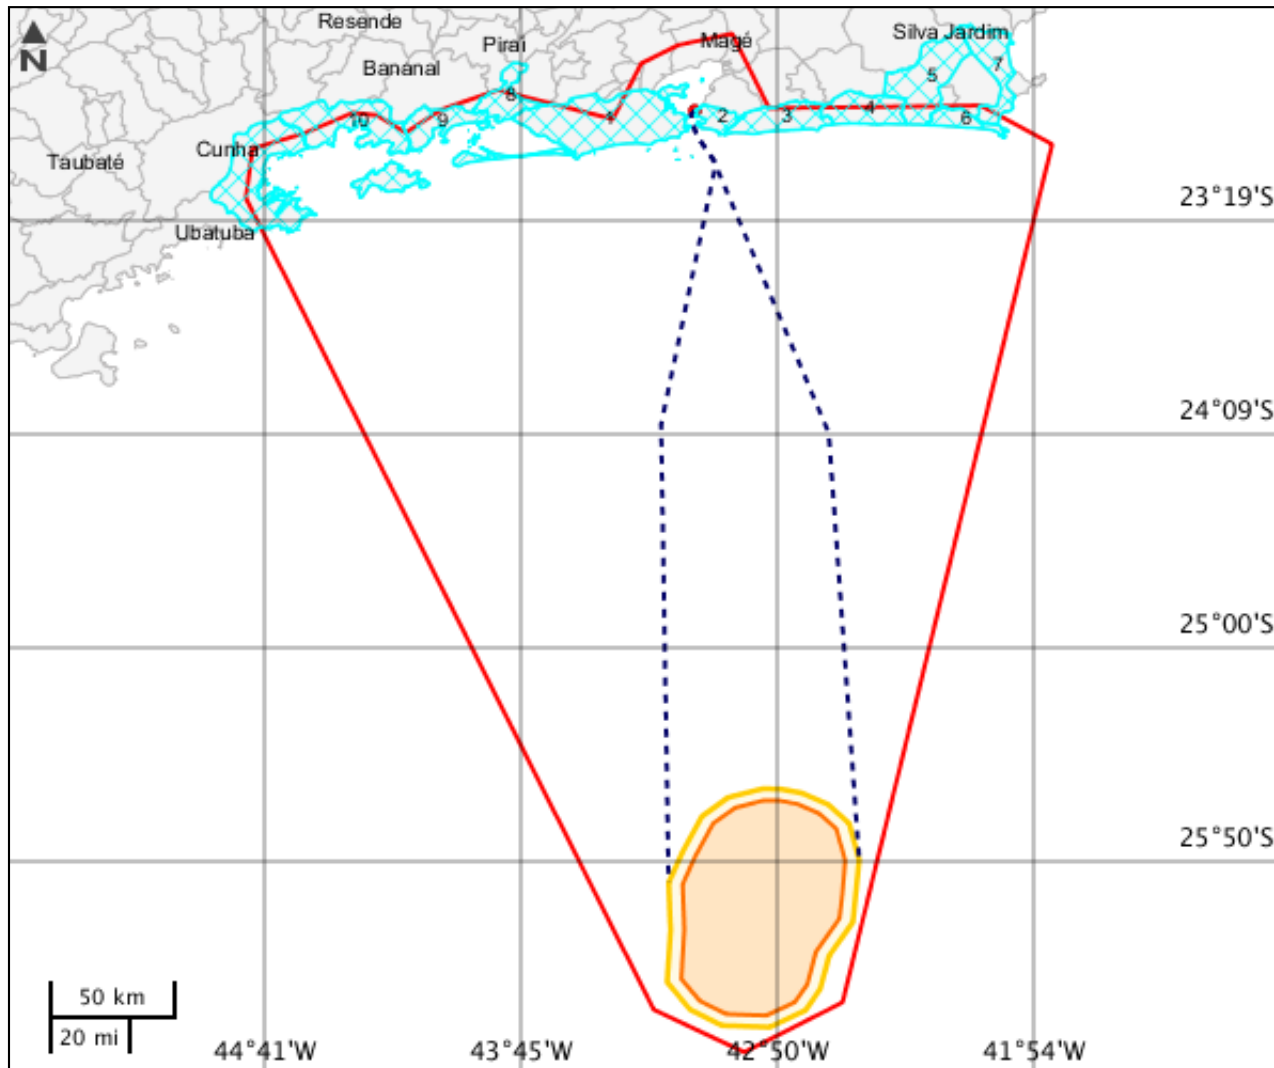 N
Resende
Piraí
Magé
Silva Jardim
Bananal
5
7
8
10
9
1
2
3
4
6
Cunha
Taubaté
Ubatuba
23°19'S
24°09'S
25°00'S
25°50'S
50 km
20 mi
44°41'W
43°45'W
42°50'W
41°54'W